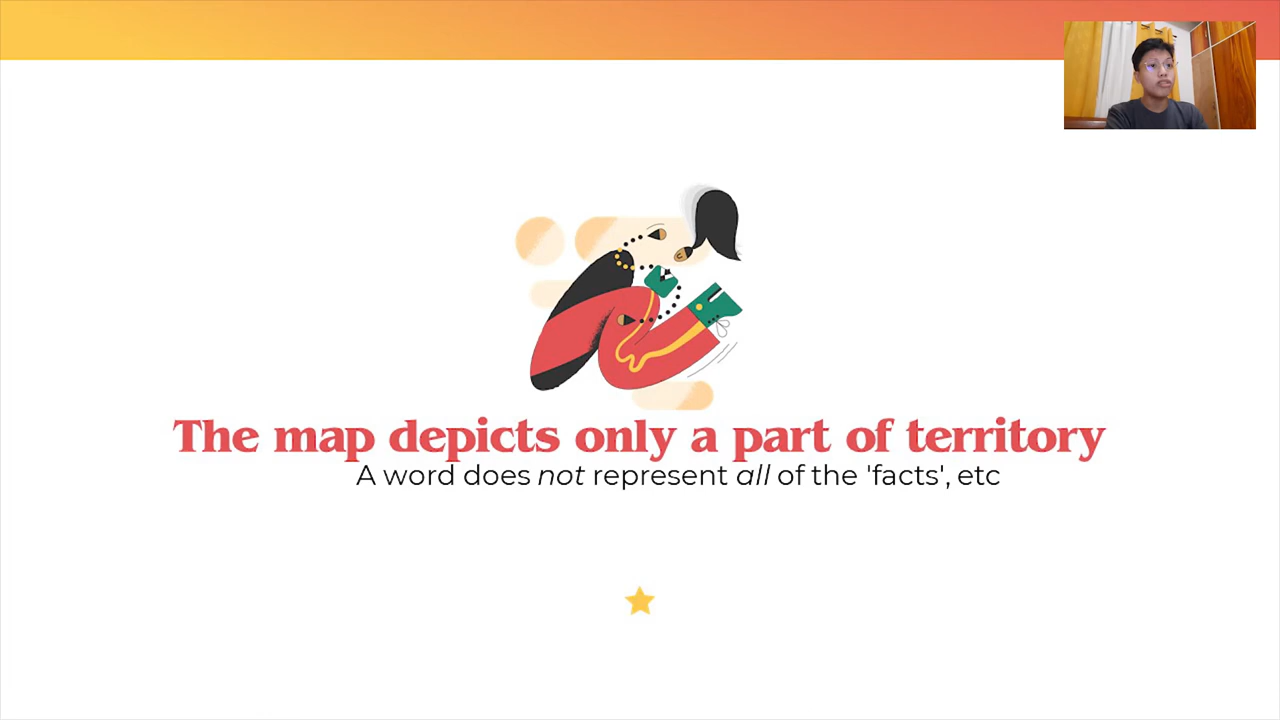 The map depicts only a part of territory
A word does not represent all of the 'facts', etc